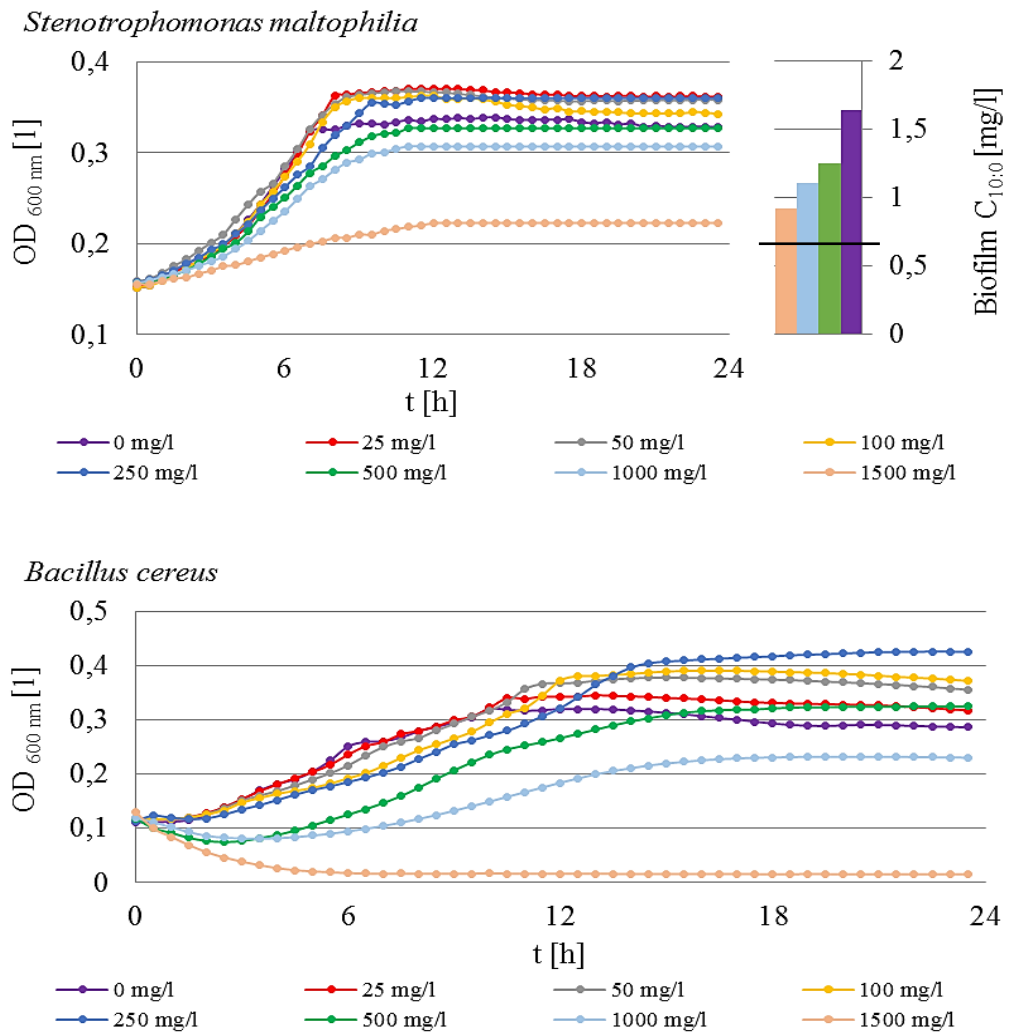 Stenotrophomonas maltophilia
OD 600 nm [1]
0,4
0,3
0,2
0,1
0 6 12 18 24
t [h]
2
1,5
1
0,5
0
Biofilm C10:0 [mg/l]
0 mg/l 25 mg/l 50 mg/l 100 mg/l
250 mg/l 500 mg/l 1000 mg/l 1500 mg/l
Bacillus cereus
OD 600 nm [1]
0,5
0,4
0,3
0,2
0,1
0
0 6 12 18 24
t [h]
0 mg/l 25 mg/l 50 mg/l 100 mg/l
250 mg/l 500 mg/l 1000 mg/l 1500 mg/l